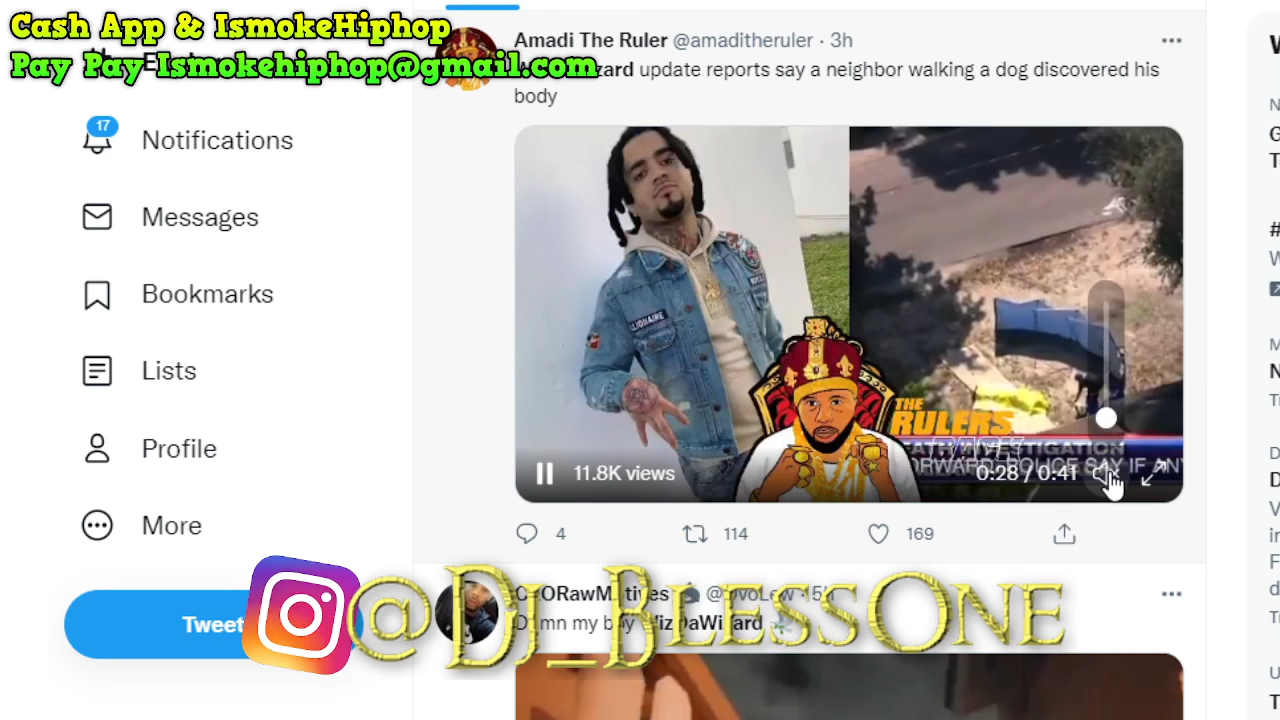 Cash App & IsmokeHiphop
Pay Pay Ismokehiphop@gmail.com
17
Notifications
Messages
Bookmarks
Lists
Profile
More
Tweet
Amadi The Ruler @amaditheruler · 3h
update reports say a neighbor walking a dog discovered his
body
THE
RULERS
11.8K views
0:28 / 0:41
4
114
169
@Dj_BlessOne
my boy